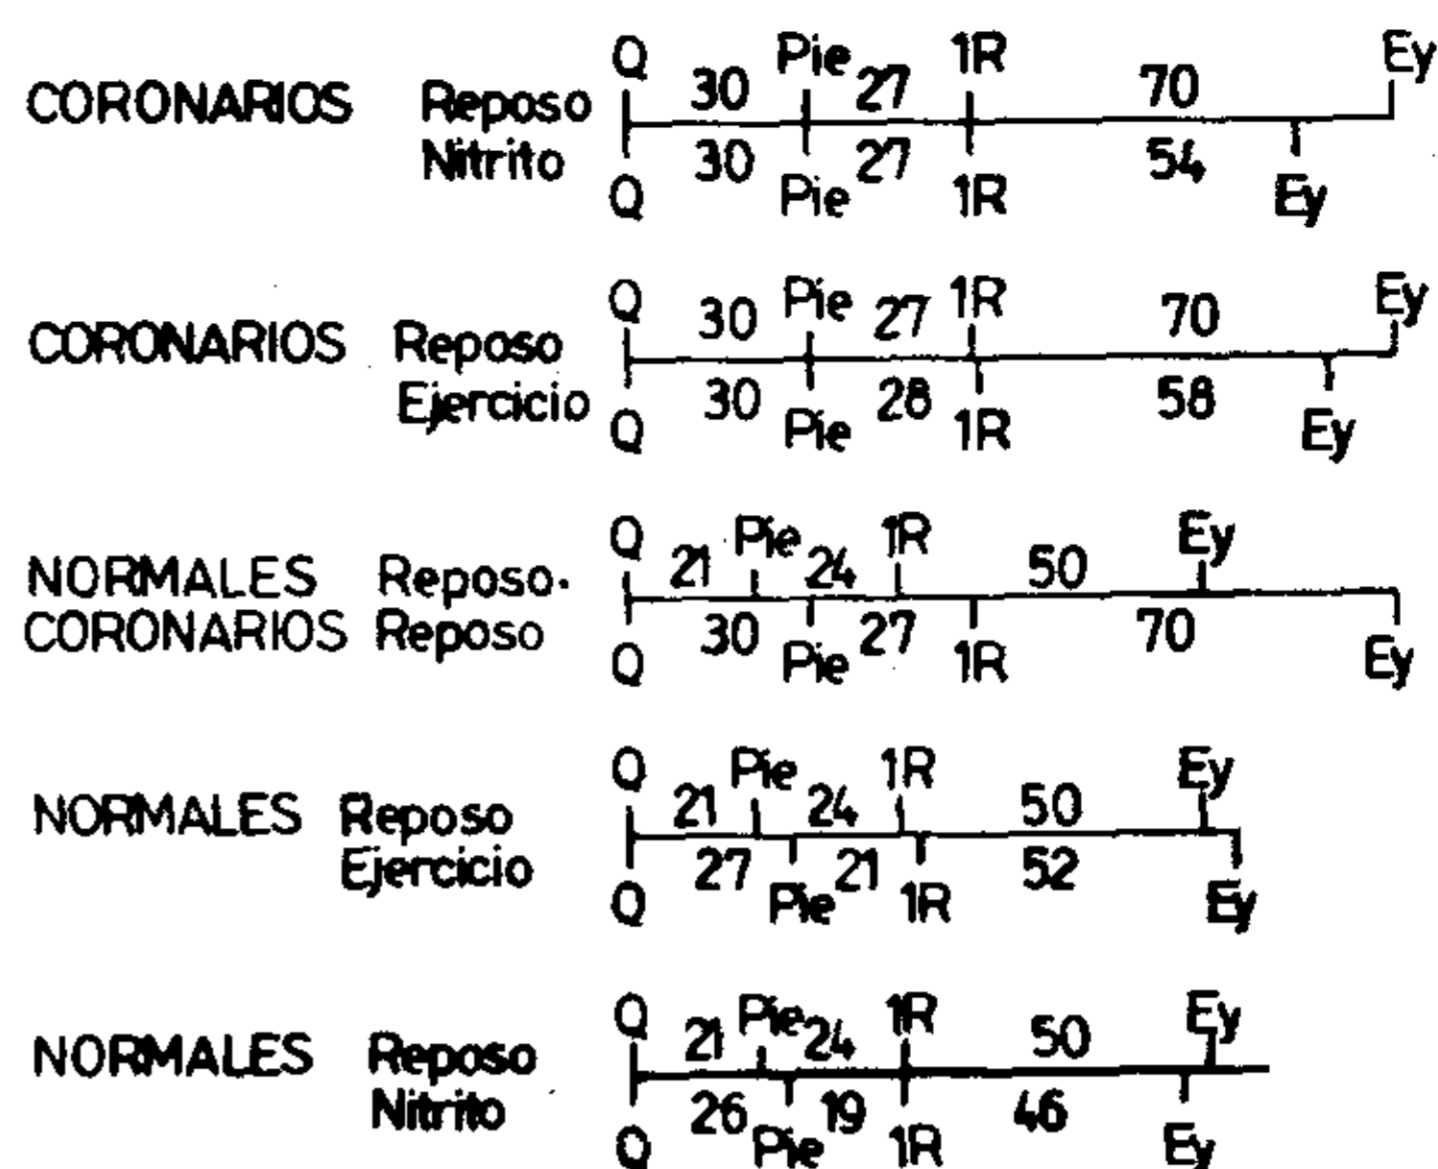 Q 30 Pie 27 1R 70 Ey
CORONARIOS Reposo
Nitrito
Q 30 Pie 27 1R 54 Ey
Q 30 Pie 27 1R 70 Ey
CORONARIOS Reposo
Ejercicio
Q 30 Pie 28 1R 58 Ey
Q 21 Pie 24 1R 50 Ey
NORMALES Reposo.
CORONARIOS Reposo
Q 30 Pie 27 1R 70 Ey
Q 21 Pie 24 1R 50 Ey
NORMALES Reposo
Ejercicio
Q 27 Pie 21 1R 52 Ey
Q 21 Pie 24 1R 50 Ey
NORMALES Reposo
Nitrito
Q 26 Pie 19 1R 46 Ey